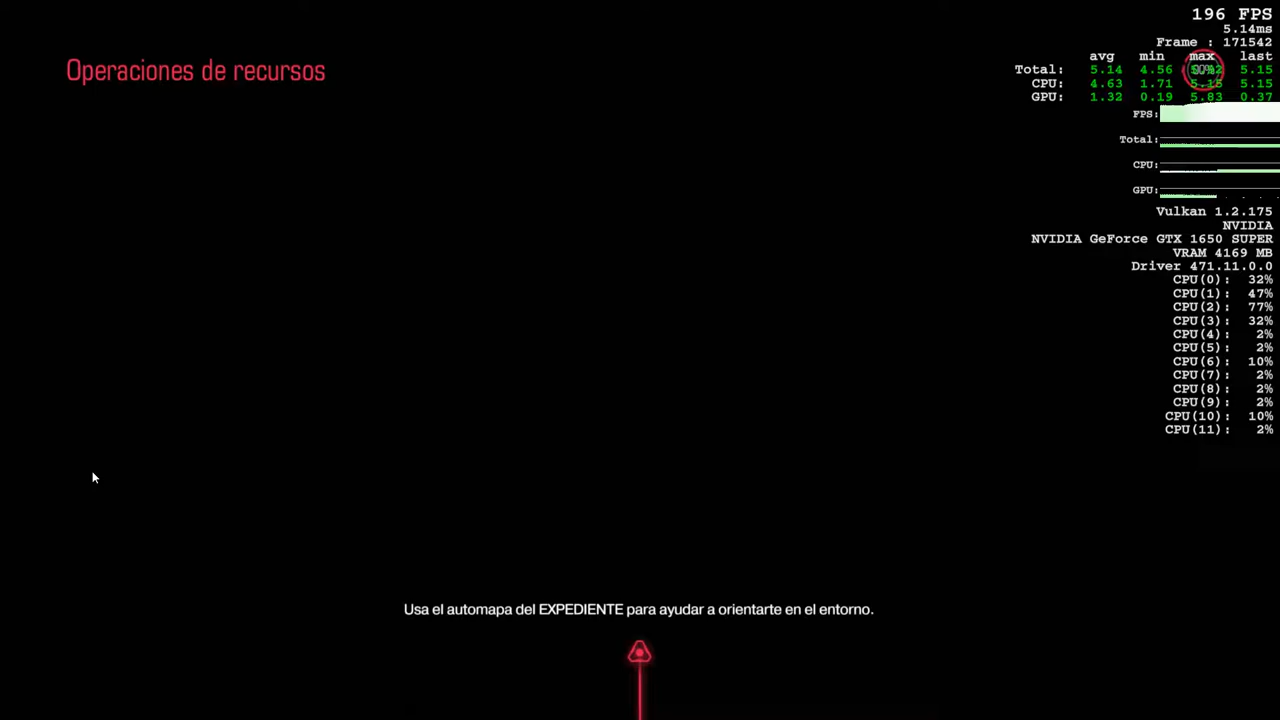 Operaciones de recursos
196 FPS
5.14ms
Frame : 171542
avg min max last
Total: 5.14 4.56 5.15
CPU: 4.63 1.71 5.15 5.15
GPU: 1.32 0.19 5.83 0.37
FPS:
Total:
CPU:
GPU:
Vulkan 1.2.175
NVIDIA
NVIDIA GeForce GTX 1650 SUPER
VRAM 4169 MB
Driver 471.11.0.0
CPU(0): 32%
CPU(1): 47%
CPU(2): 77%
CPU(3): 32%
CPU(4): 2%
CPU(5): 2%
CPU(6): 10%
CPU(7): 2%
CPU(8): 2%
CPU(9): 2%
CPU(10): 10%
CPU(11): 2%
Usa el automapa del EXPEDIENTE para ayudar a orientarte en el entorno.